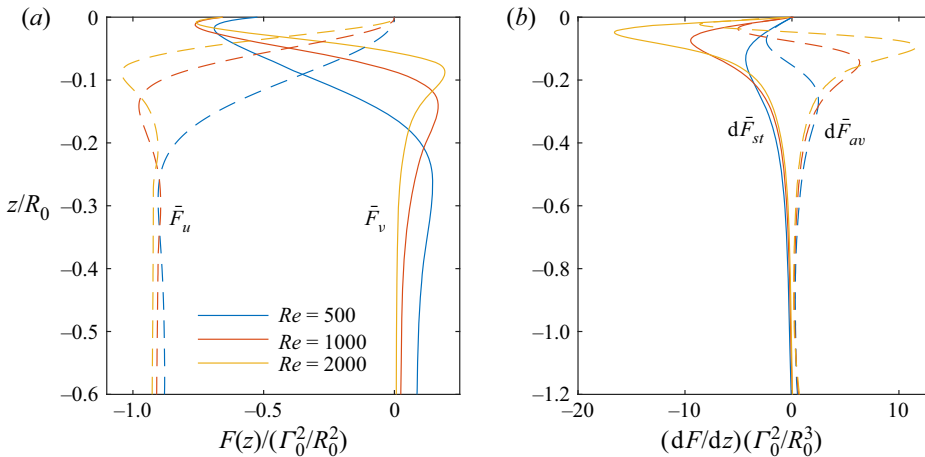 (a)
0
–0.1
–0.2
z/R₀
–0.3
–0.4
–0.5
–0.6
F̄ᵤ
F̄ᵥ
Re = 500
Re = 1000
Re = 2000
–1.0
–0.5
0
F(z)/(Γ₀²/R₀²)
(b)
0
–0.2
–0.4
–0.6
–0.8
–1.0
–1.2
dF̄_st
dF̄_av
–20
–10
0
10
(dF/dz)(Γ₀²/R₀³)